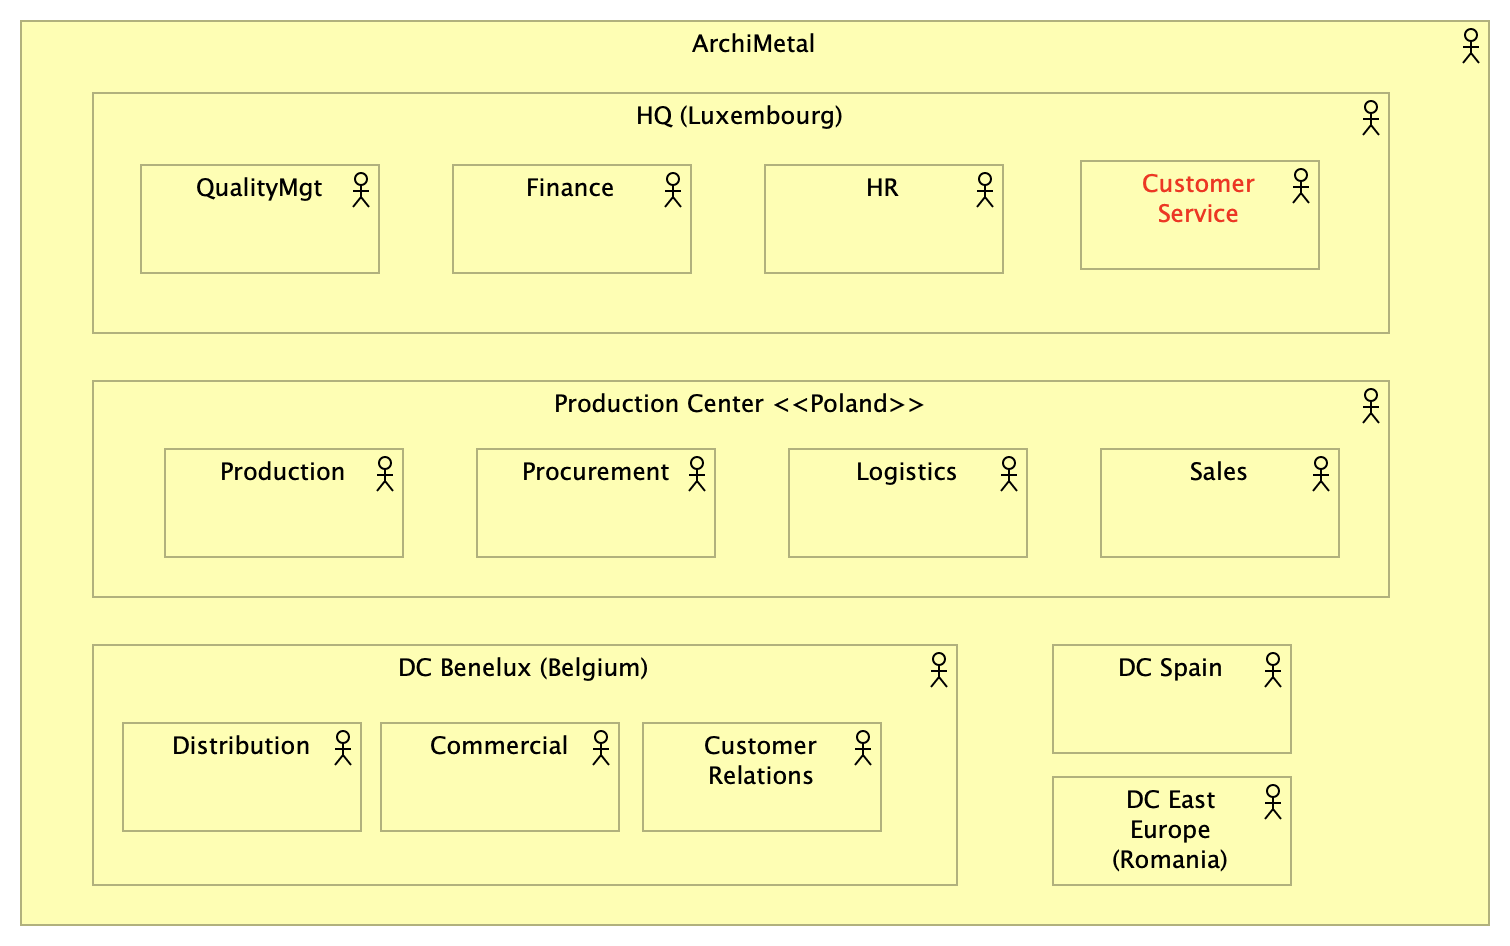 ArchiMetal
HQ (Luxembourg)
QualityMgt
Finance
HR
Customer
Service
Production Center <<Poland>>
Production
Procurement
Logistics
Sales
DC Benelux (Belgium)
Distribution
Commercial
Customer
Relations
DC Spain
DC East
Europe
(Romania)